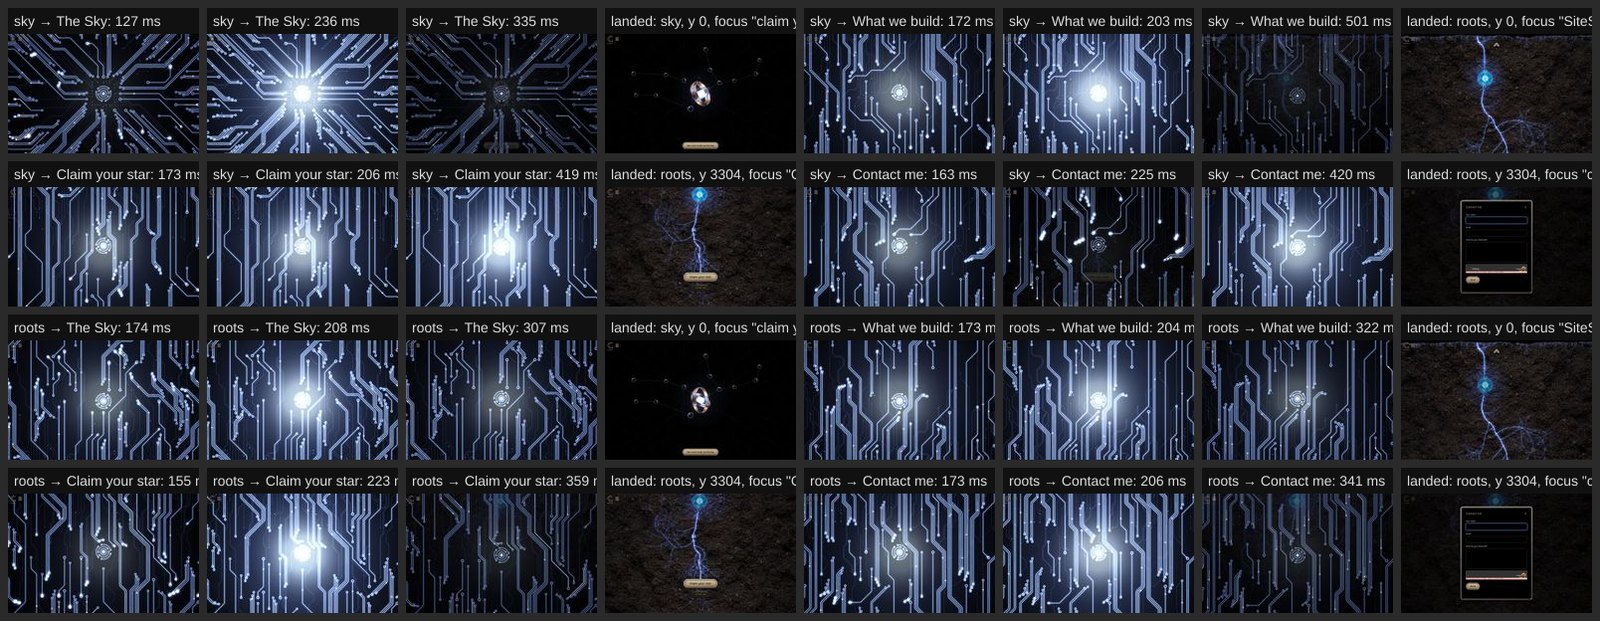 sky → The Sky: 127 ms
sky → The Sky: 236 ms
sky → The Sky: 335 ms
landed: sky, y 0, focus "claim y
sky → What we build: 172 ms
sky → What we build: 203 ms
sky → What we build: 501 ms
landed: roots, y 0, focus "SiteS
sky → Claim your star: 173 ms
sky → Claim your star: 206 ms
sky → Claim your star: 419 ms
landed: roots, y 3304, focus "C
sky → Contact me: 163 ms
sky → Contact me: 225 ms
sky → Contact me: 420 ms
landed: roots, y 3304, focus "c
roots → The Sky: 174 ms
roots → The Sky: 208 ms
roots → The Sky: 307 ms
landed: sky, y 0, focus "claim y
roots → What we build: 173 m
roots → What we build: 204 m
roots → What we build: 322 m
landed: roots, y 0, focus "SiteS
roots → Claim your star: 155 r
roots → Claim your star: 223 r
roots → Claim your star: 359 r
landed: roots, y 3304, focus "C
roots → Contact me: 173 ms
roots → Contact me: 206 ms
roots → Contact me: 341 ms
landed: roots, y 3304, focus "c